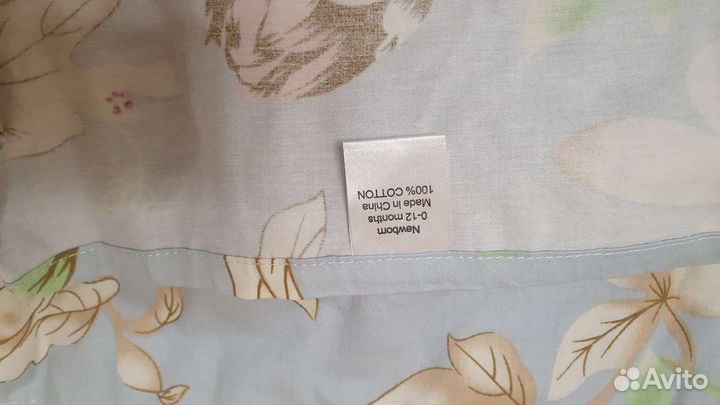 Newborn
0-12 months
Made in China
100% COTTON
Avito